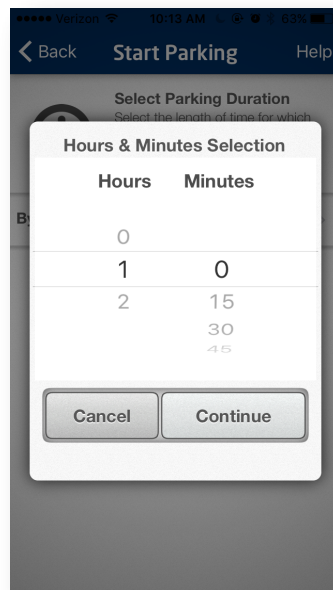 Verizon 10:13 AM 63%
Back Start Parking Help
Select Parking Duration
Select the length of time for which
Hours & Minutes Selection
Hours Minutes
0
1 0
2 15
30
45
Cancel Continue